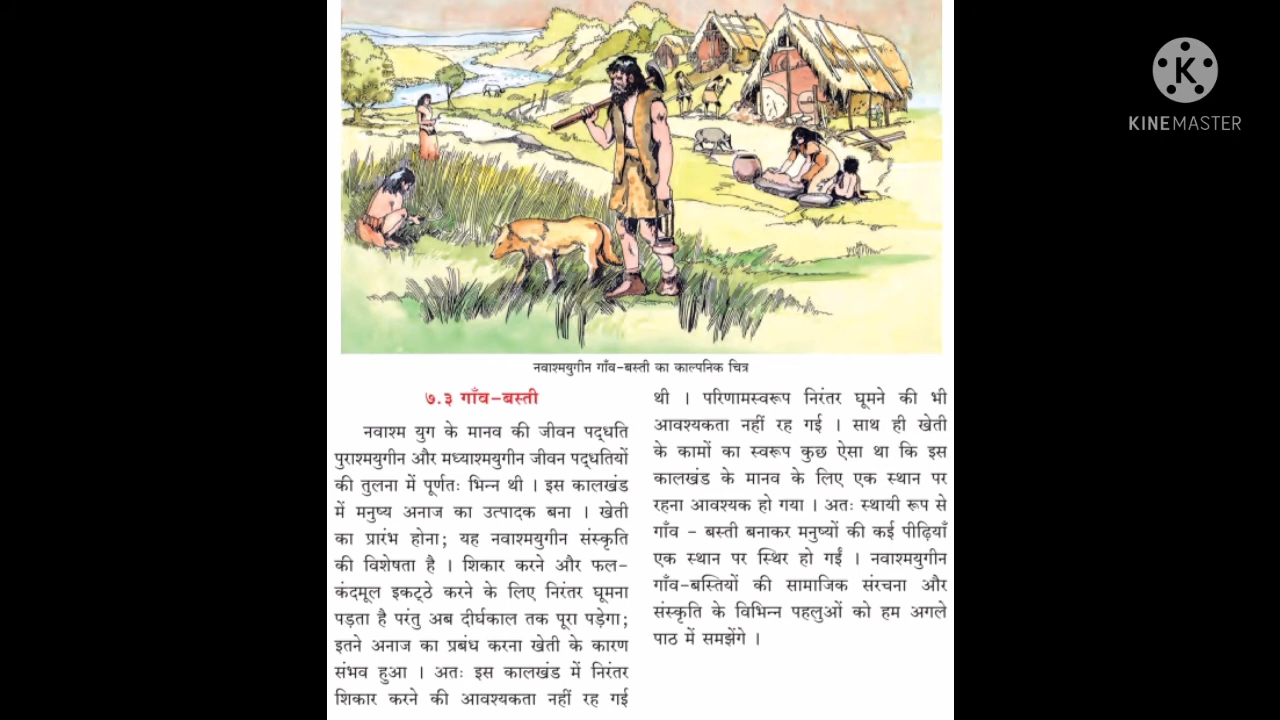 KINEMASTER
नवाश्मयुगीन गाँव-बस्ती का काल्पनिक चित्र
७.३ गाँव-बस्ती
नवाश्म युग के मानव की जीवन पद्धति
पुराश्मयुगीन और मध्याश्मयुगीन जीवन पद्धतियों
की तुलना में पूर्णतः भिन्न थी । इस कालखंड
में मनुष्य अनाज का उत्पादक बना । खेती
का प्रारंभ होना; यह नवाश्मयुगीन संस्कृति
की विशेषता है । शिकार करने और फल-
कंदमूल इकट्ठे करने के लिए निरंतर घूमना
पड़ता है परंतु अब दीर्घकाल तक पूरा पड़ेगा;
इतने अनाज का प्रबंध करना खेती के कारण
संभव हुआ । अतः इस कालखंड में निरंतर
शिकार करने की आवश्यकता नहीं रह गई
थी । परिणामस्वरूप निरंतर घूमने की भी
आवश्यकता नहीं रह गई । साथ ही खेती
के कामों का स्वरूप कुछ ऐसा था कि इस
कालखंड के मानव के लिए एक स्थान पर
रहना आवश्यक हो गया । अतः स्थायी रूप से
गाँव - बस्ती बनाकर मनुष्यों की कई पीढ़ियाँ
एक स्थान पर स्थिर हो गईं । नवाश्मयुगीन
गाँव-बस्तियों की सामाजिक संरचना और
संस्कृति के विभिन्न पहलुओं को हम अगले
पाठ में समझेंगे ।